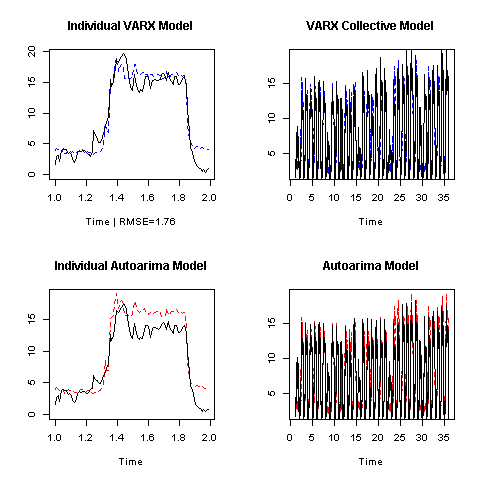 Individual VARX Model
20
15
10
5
0
1.0 1.2 1.4 1.6 1.8 2.0
Time | RMSE=1.76
VARX Collective Model
15
10
5
0 5 10 15 20 25 30 35
Time
Individual Autoarima Model
15
10
5
0
1.0 1.2 1.4 1.6 1.8 2.0
Time
Autoarima Model
15
10
5
0 5 10 15 20 25 30 35
Time